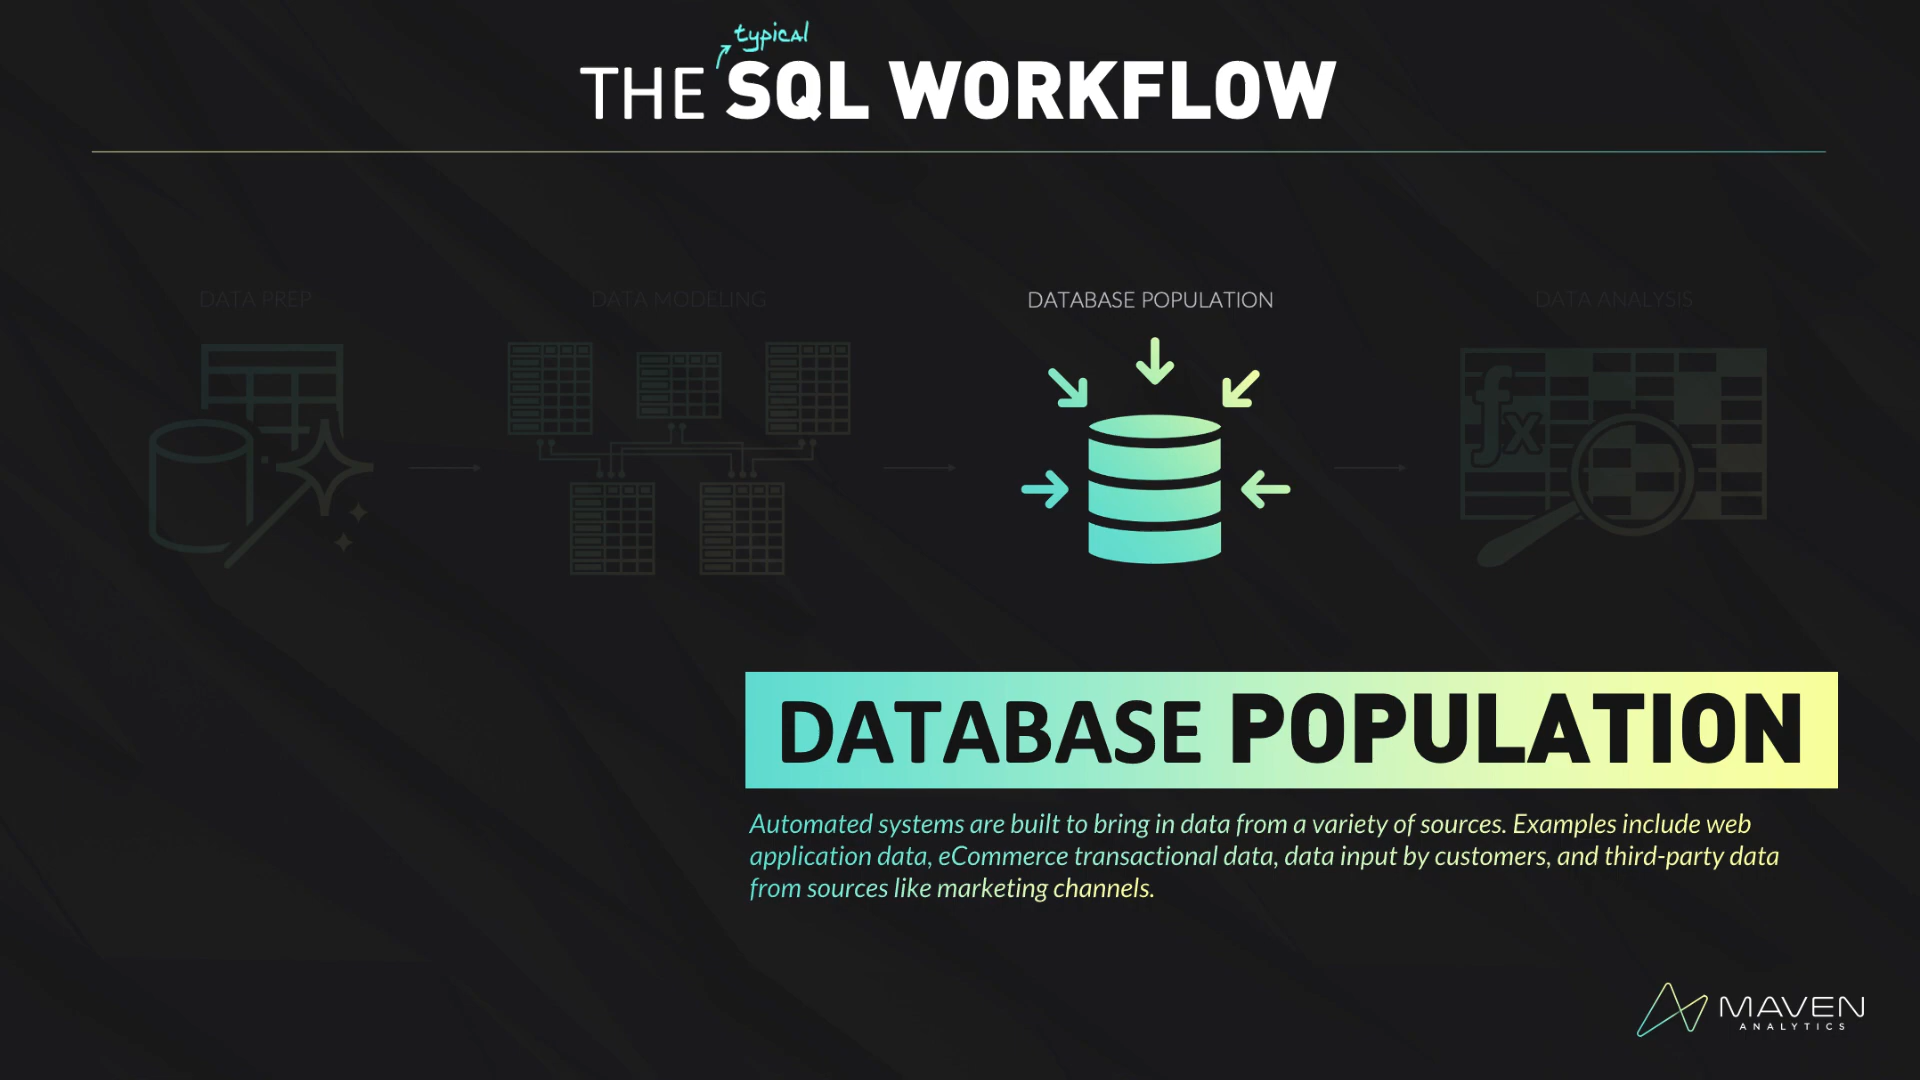 typical
THE SQL WORKFLOW
DATA PREP
DATA MODELING
DATABASE POPULATION
DATA ANALYSIS
fx
DATABASE POPULATION
Automated systems are built to bring in data from a variety of sources. Examples include web
application data, eCommerce transactional data, data input by customers, and third-party data
from sources like marketing channels.
MAVEN
ANALYTICS